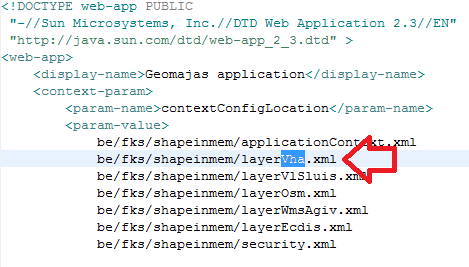 <!DOCTYPE web-app PUBLIC
"-//Sun Microsystems, Inc.//DTD Web Application 2.3//EN"
"http://java.sun.com/dtd/web-app_2_3.dtd" >
<web-app>
<display-name>Geomajas application</display-name>
<context-param>
<param-name>contextConfigLocation</param-name>
<param-value>
be/fks/shapeinmem/applicationContext.xml
be/fks/shapeinmem/layerVha.xml
be/fks/shapeinmem/layerVlSluis.xml
be/fks/shapeinmem/layerOsm.xml
be/fks/shapeinmem/layerWmsAgiv.xml
be/fks/shapeinmem/layerEcdis.xml
be/fks/shapeinmem/security.xml